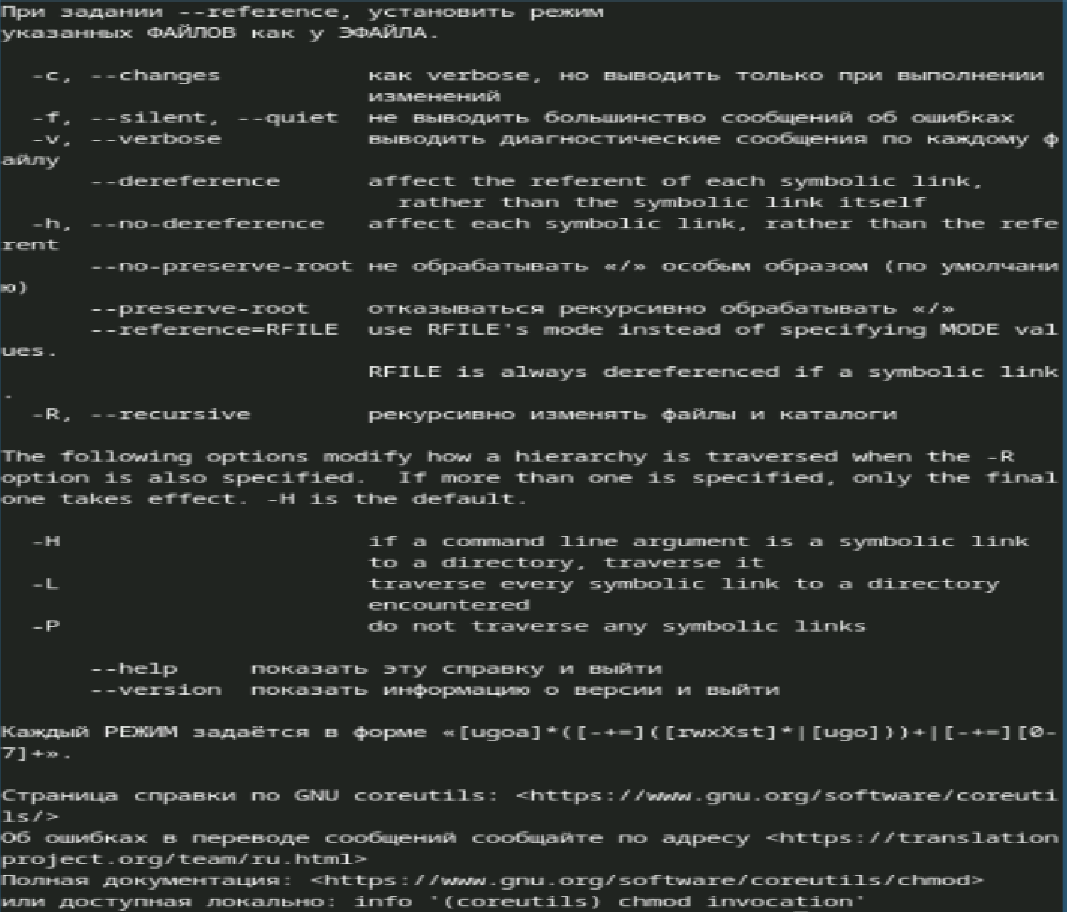 При задании --reference, установить режим
указанных ФАЙЛОВ как у ЭФАЙЛА.
-c, --changes как verbose, но выводить только при выполнении
изменений
-f, --silent, --quiet не выводить большинство сообщений об ошибках
-v, --verbose выводить диагностические сообщения по каждому ф
айлу
--dereference affect the referent of each symbolic link,
rather than the symbolic link itself
-h, --no-dereference affect each symbolic link, rather than the refe
rent
--no-preserve-root не обрабатывать «/» особым образом (по умолчани
ю)
--preserve-root отказываться рекурсивно обрабатывать «/»
--reference=RFILE use RFILE's mode instead of specifying MODE val
ues.
RFILE is always dereferenced if a symbolic link
.
-R, --recursive рекурсивно изменять файлы и каталоги
The following options modify how a hierarchy is traversed when the -R
option is also specified. If more than one is specified, only the final
one takes effect. -H is the default.
-H if a command line argument is a symbolic link
to a directory, traverse it
-L traverse every symbolic link to a directory
encountered
-P do not traverse any symbolic links
--help показать эту справку и выйти
--version показать информацию о версии и выйти
Каждый РЕЖИМ задаётся в форме «[ugoa]*([-+=]([rwxXst]*|[ugo]))+|[-+=][0-
7]+».
Страница справки по GNU coreutils: <https://www.gnu.org/software/coreuti
ls/>
Об ошибках в переводе сообщений сообщайте по адресу <https://translation
project.org/team/ru.html>
Полная документация: <https://www.gnu.org/software/coreutils/chmod>
или доступная локально: info '(coreutils) chmod invocation'